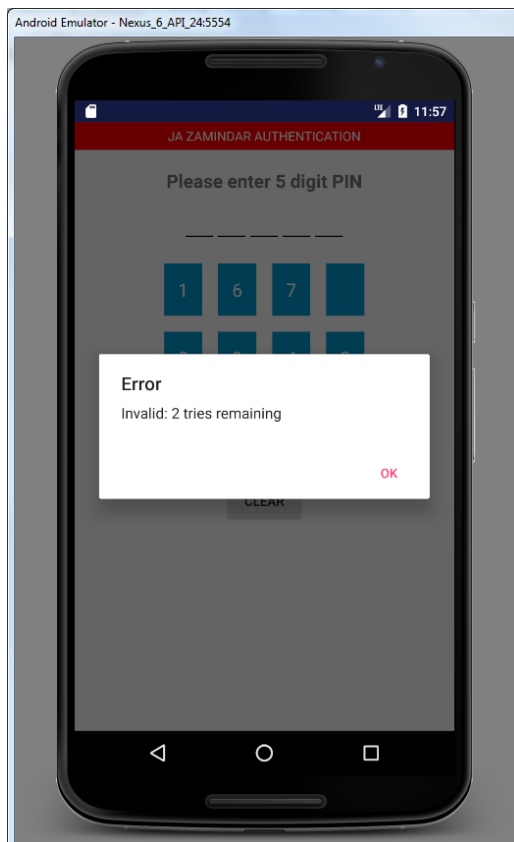 Android Emulator - Nexus_6_API_24:5554
LTE 11:57
JA ZAMINDAR AUTHENTICATION
Please enter 5 digit PIN
1 6 7
Error
Invalid: 2 tries remaining
OK
CLEAR